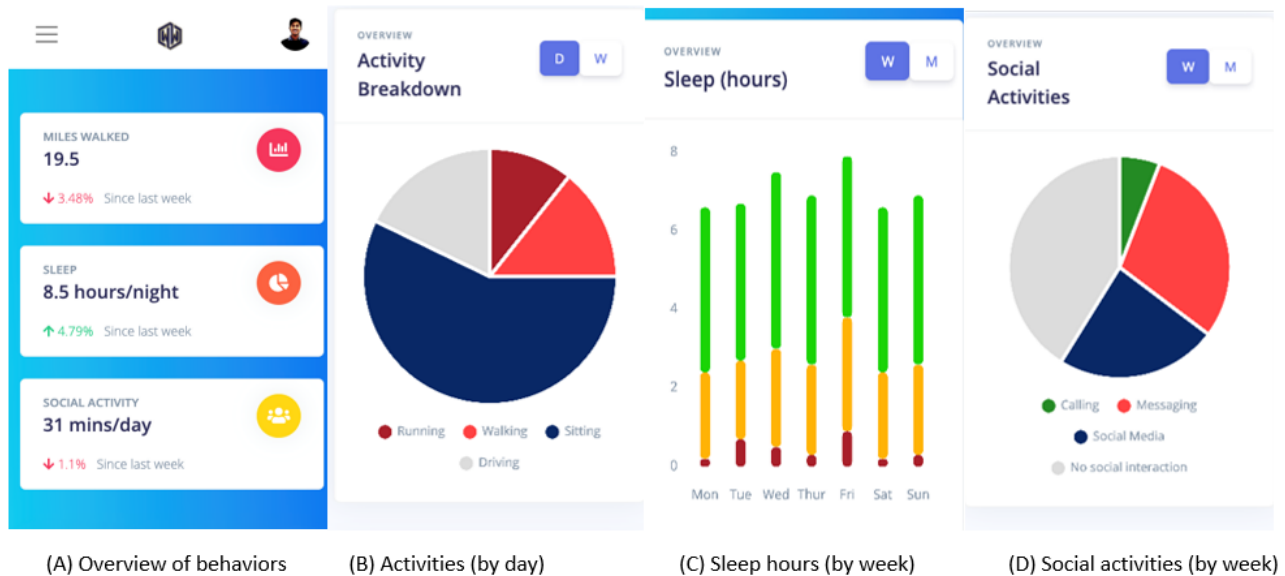 MILES WALKED
19.5
3.48% Since last week
SLEEP
8.5 hours/night
4.79% Since last week
SOCIAL ACTIVITY
31 mins/day
1.1% Since last week
(A) Overview of behaviors
OVERVIEW
Activity
Breakdown
D W
Running Walking Sitting
Driving
(B) Activities (by day)
OVERVIEW
Sleep (hours)
W M
8
6
4
2
0
Mon Tue Wed Thur Fri Sat Sun
(C) Sleep hours (by week)
OVERVIEW
Social
Activities
W M
Calling Messaging
Social Media
No social interaction
(D) Social activities (by week)